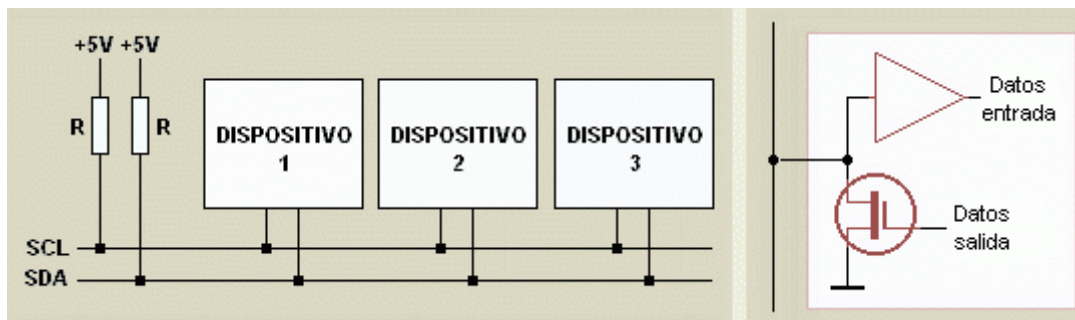 +5V +5V
R
R
DISPOSITIVO
1
DISPOSITIVO
2
DISPOSITIVO
3
SCL
SDA
Datos
entrada
Datos
salida